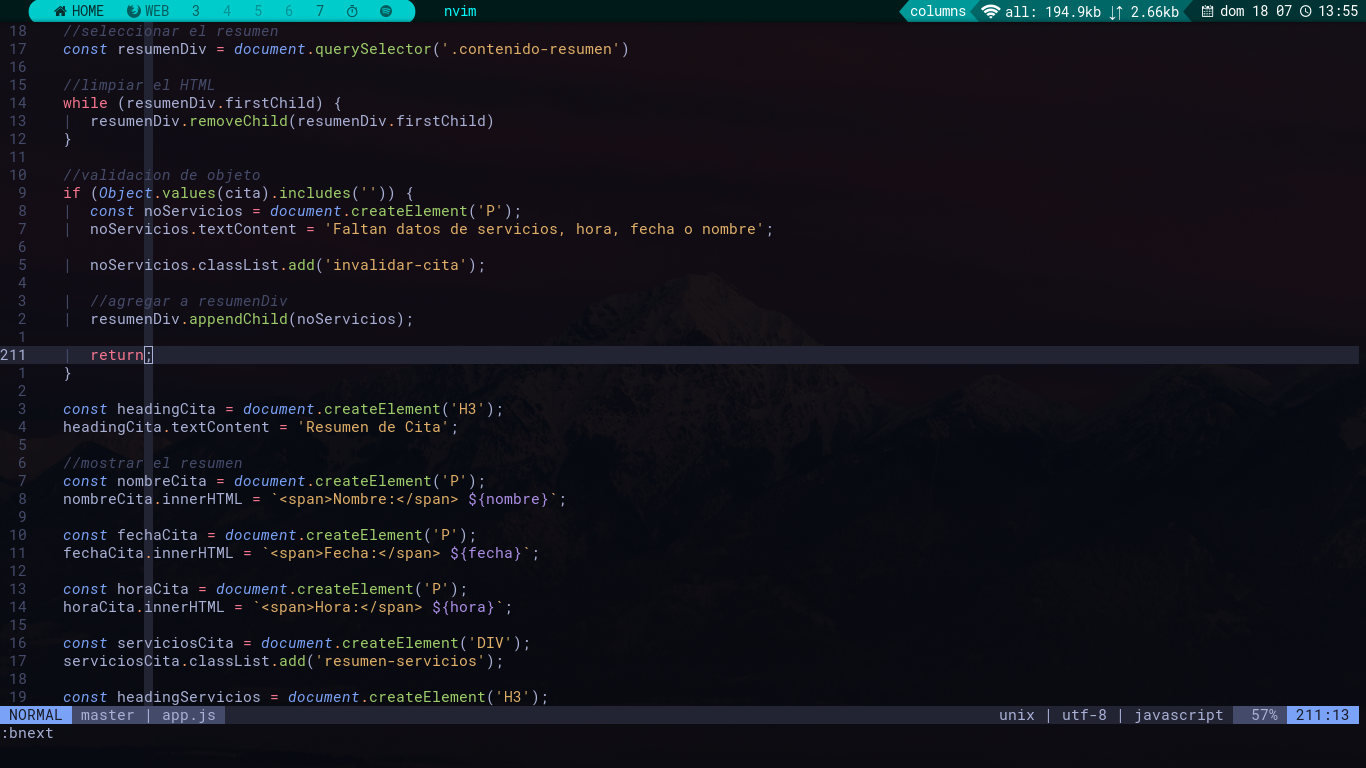 HOME WEB 3 4 5 6 7 nvim columns all: 194.9kb ↓↑ 2.66kb dom 18 07 13:55
18 //seleccionar el resumen
17 const resumenDiv = document.querySelector('.contenido-resumen')
16
15 //limpiar el HTML
14 while (resumenDiv.firstChild) {
13 | resumenDiv.removeChild(resumenDiv.firstChild)
12 }
11
10 //validacion de objeto
9 if (Object.values(cita).includes('')) {
8 | const noServicios = document.createElement('P');
7 | noServicios.textContent = 'Faltan datos de servicios, hora, fecha o nombre';
6
5 | noServicios.classList.add('invalidar-cita');
4
3 | //agregar a resumenDiv
2 | resumenDiv.appendChild(noServicios);
1
211 | return;
1 }
2
3 const headingCita = document.createElement('H3');
4 headingCita.textContent = 'Resumen de Cita';
5
6 //mostrar el resumen
7 const nombreCita = document.createElement('P');
8 nombreCita.innerHTML = `<span>Nombre:</span> ${nombre}`;
9
10 const fechaCita = document.createElement('P');
11 fechaCita.innerHTML = `<span>Fecha:</span> ${fecha}`;
12
13 const horaCita = document.createElement('P');
14 horaCita.innerHTML = `<span>Hora:</span> ${hora}`;
15
16 const serviciosCita = document.createElement('DIV');
17 serviciosCita.classList.add('resumen-servicios');
18
19 const headingServicios = document.createElement('H3');
NORMAL master | app.js unix | utf-8 | javascript 57% 211:13
:bnext